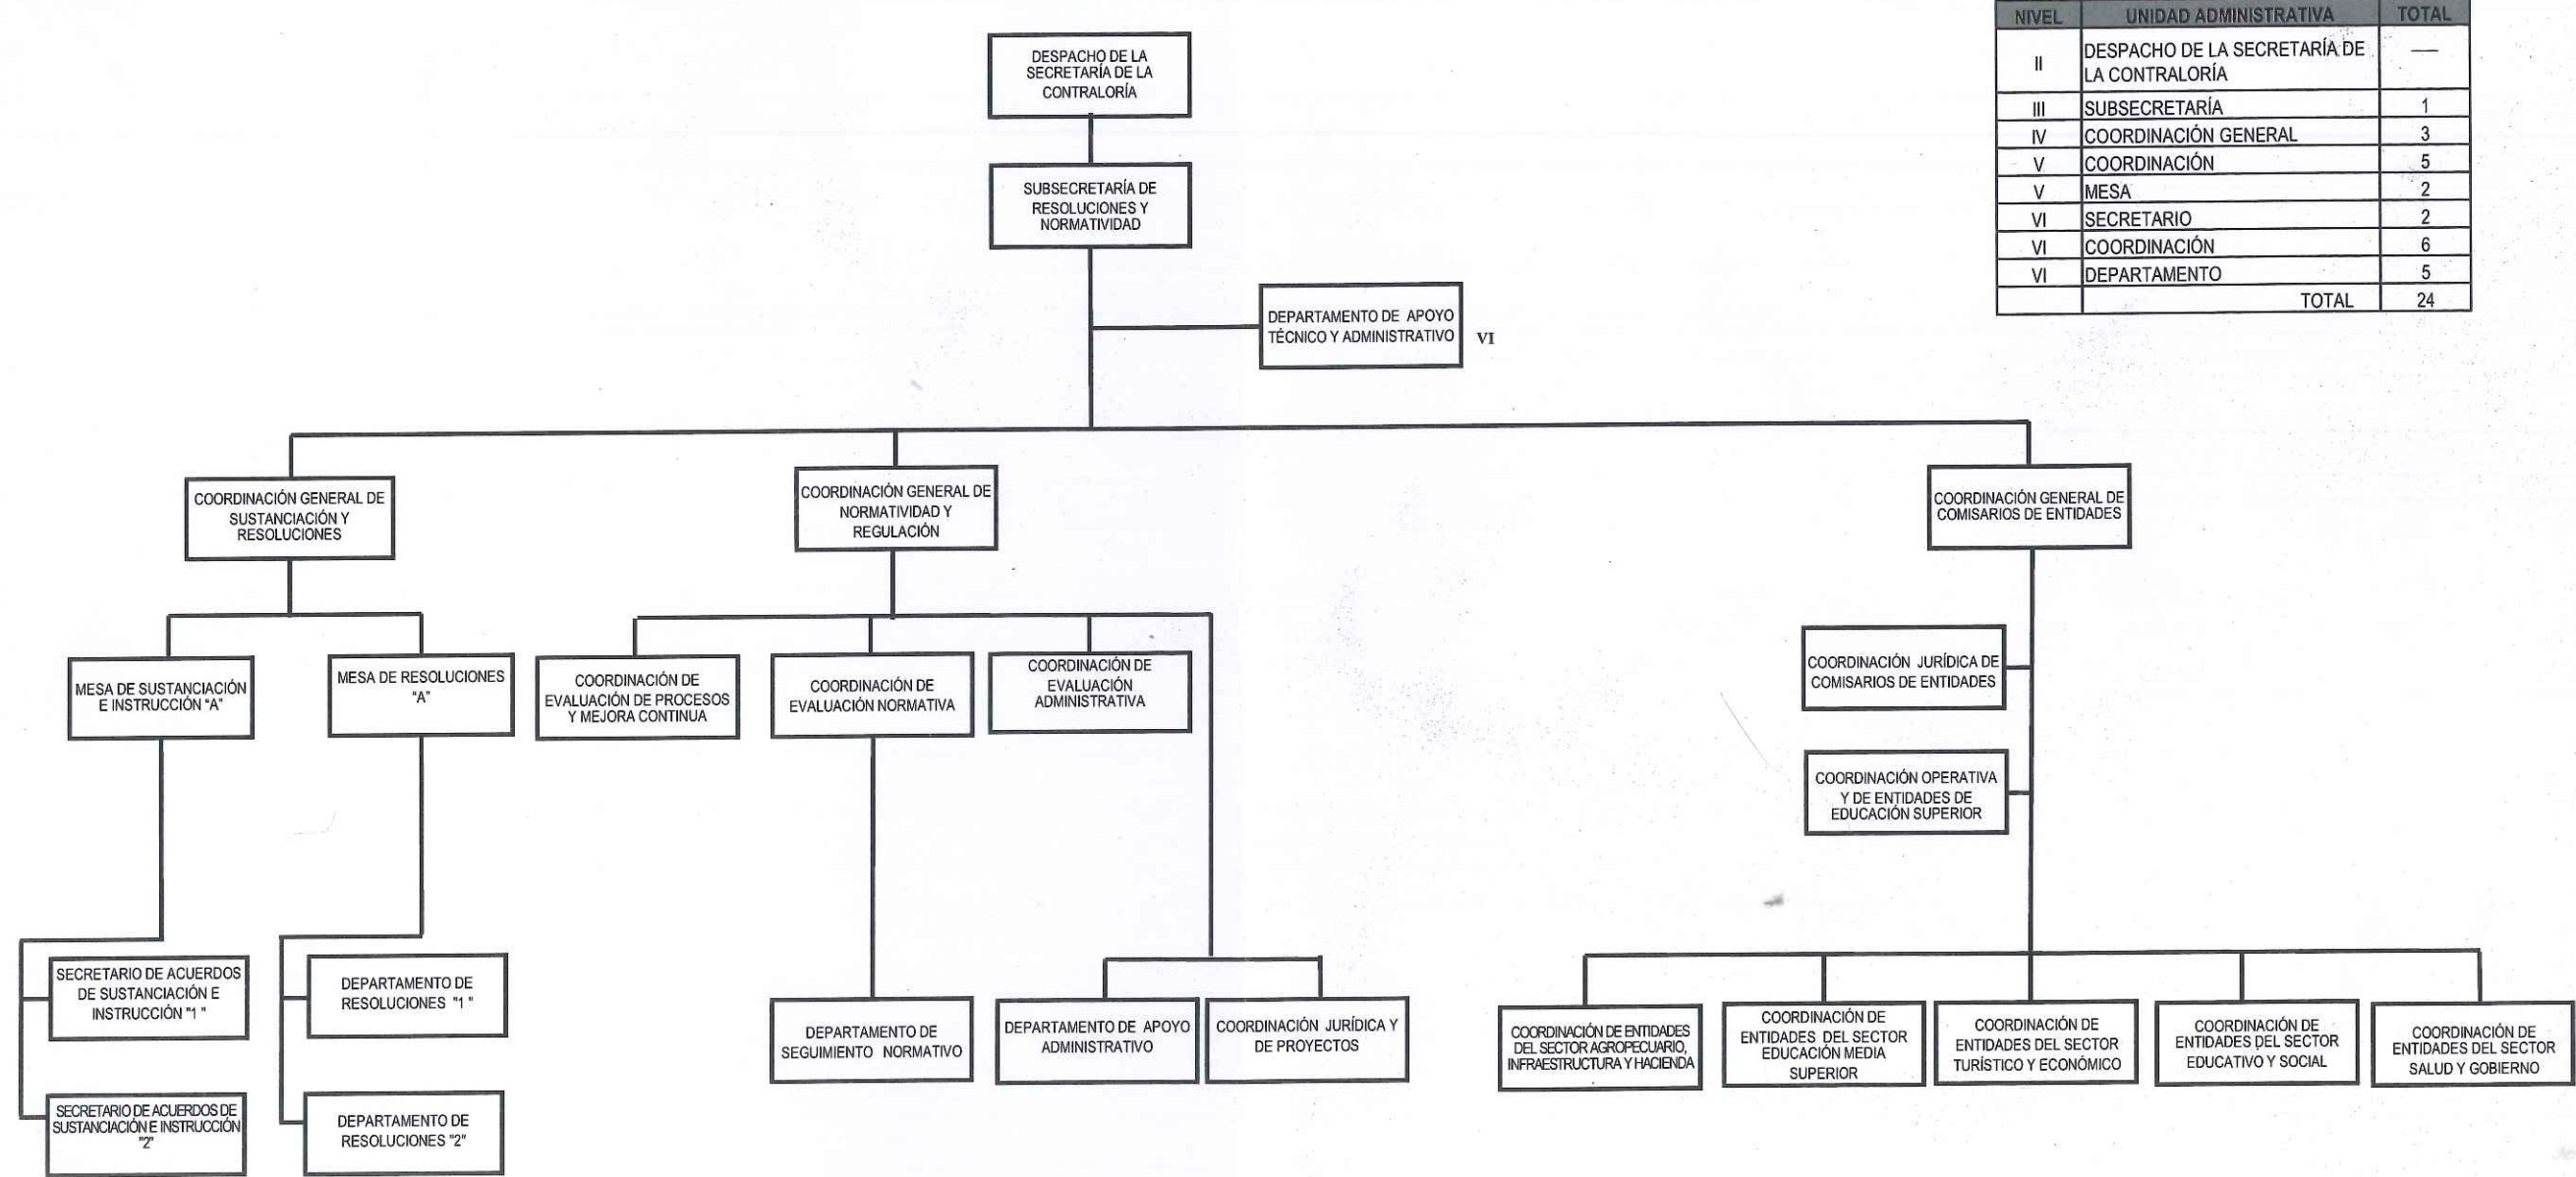 NIVEL UNIDAD ADMINISTRATIVA TOTAL
II DESPACHO DE LA SECRETARÍA DE LA CONTRALORÍA —
III SUBSECRETARÍA 1
IV COORDINACIÓN GENERAL 3
V COORDINACIÓN 5
V MESA 2
VI SECRETARIO 2
VI COORDINACIÓN 6
VI DEPARTAMENTO 5
TOTAL 24
DESPACHO DE LA
SECRETARÍA DE LA
CONTRALORÍA
SUBSECRETARÍA DE
RESOLUCIONES Y
NORMATIVIDAD
DEPARTAMENTO DE APOYO
TÉCNICO Y ADMINISTRATIVO
VI
COORDINACIÓN GENERAL DE
SUSTANCIACIÓN Y
RESOLUCIONES
COORDINACIÓN GENERAL DE
NORMATIVIDAD Y
REGULACIÓN
COORDINACIÓN GENERAL DE
COMISARIOS DE ENTIDADES
MESA DE SUSTANCIACIÓN
E INSTRUCCIÓN "A"
MESA DE RESOLUCIONES
"A"
COORDINACIÓN DE
EVALUACIÓN DE PROCESOS
Y MEJORA CONTINUA
COORDINACIÓN DE
EVALUACIÓN NORMATIVA
COORDINACIÓN DE
EVALUACIÓN
ADMINISTRATIVA
COORDINACIÓN JURÍDICA DE
COMISARIOS DE ENTIDADES
COORDINACIÓN OPERATIVA
Y DE ENTIDADES DE
EDUCACIÓN SUPERIOR
SECRETARIO DE ACUERDOS
DE SUSTANCIACIÓN E
INSTRUCCIÓN "1 "
DEPARTAMENTO DE
RESOLUCIONES "1 "
DEPARTAMENTO DE
SEGUIMIENTO NORMATIVO
DEPARTAMENTO DE APOYO
ADMINISTRATIVO
COORDINACIÓN JURÍDICA Y
DE PROYECTOS
COORDINACIÓN DE ENTIDADES
DEL SECTOR AGROPECUARIO,
INFRAESTRUCTURA Y HACIENDA
COORDINACIÓN DE
ENTIDADES DEL SECTOR
EDUCACIÓN MEDIA
SUPERIOR
COORDINACIÓN DE
ENTIDADES DEL SECTOR
TURÍSTICO Y ECONÓMICO
COORDINACIÓN DE
ENTIDADES DEL SECTOR
EDUCATIVO Y SOCIAL
COORDINACIÓN DE
ENTIDADES DEL SECTOR
SALUD Y GOBIERNO
SECRETARIO DE ACUERDOS DE
SUSTANCIACIÓN E INSTRUCCIÓN
"2"
DEPARTAMENTO DE
RESOLUCIONES "2"